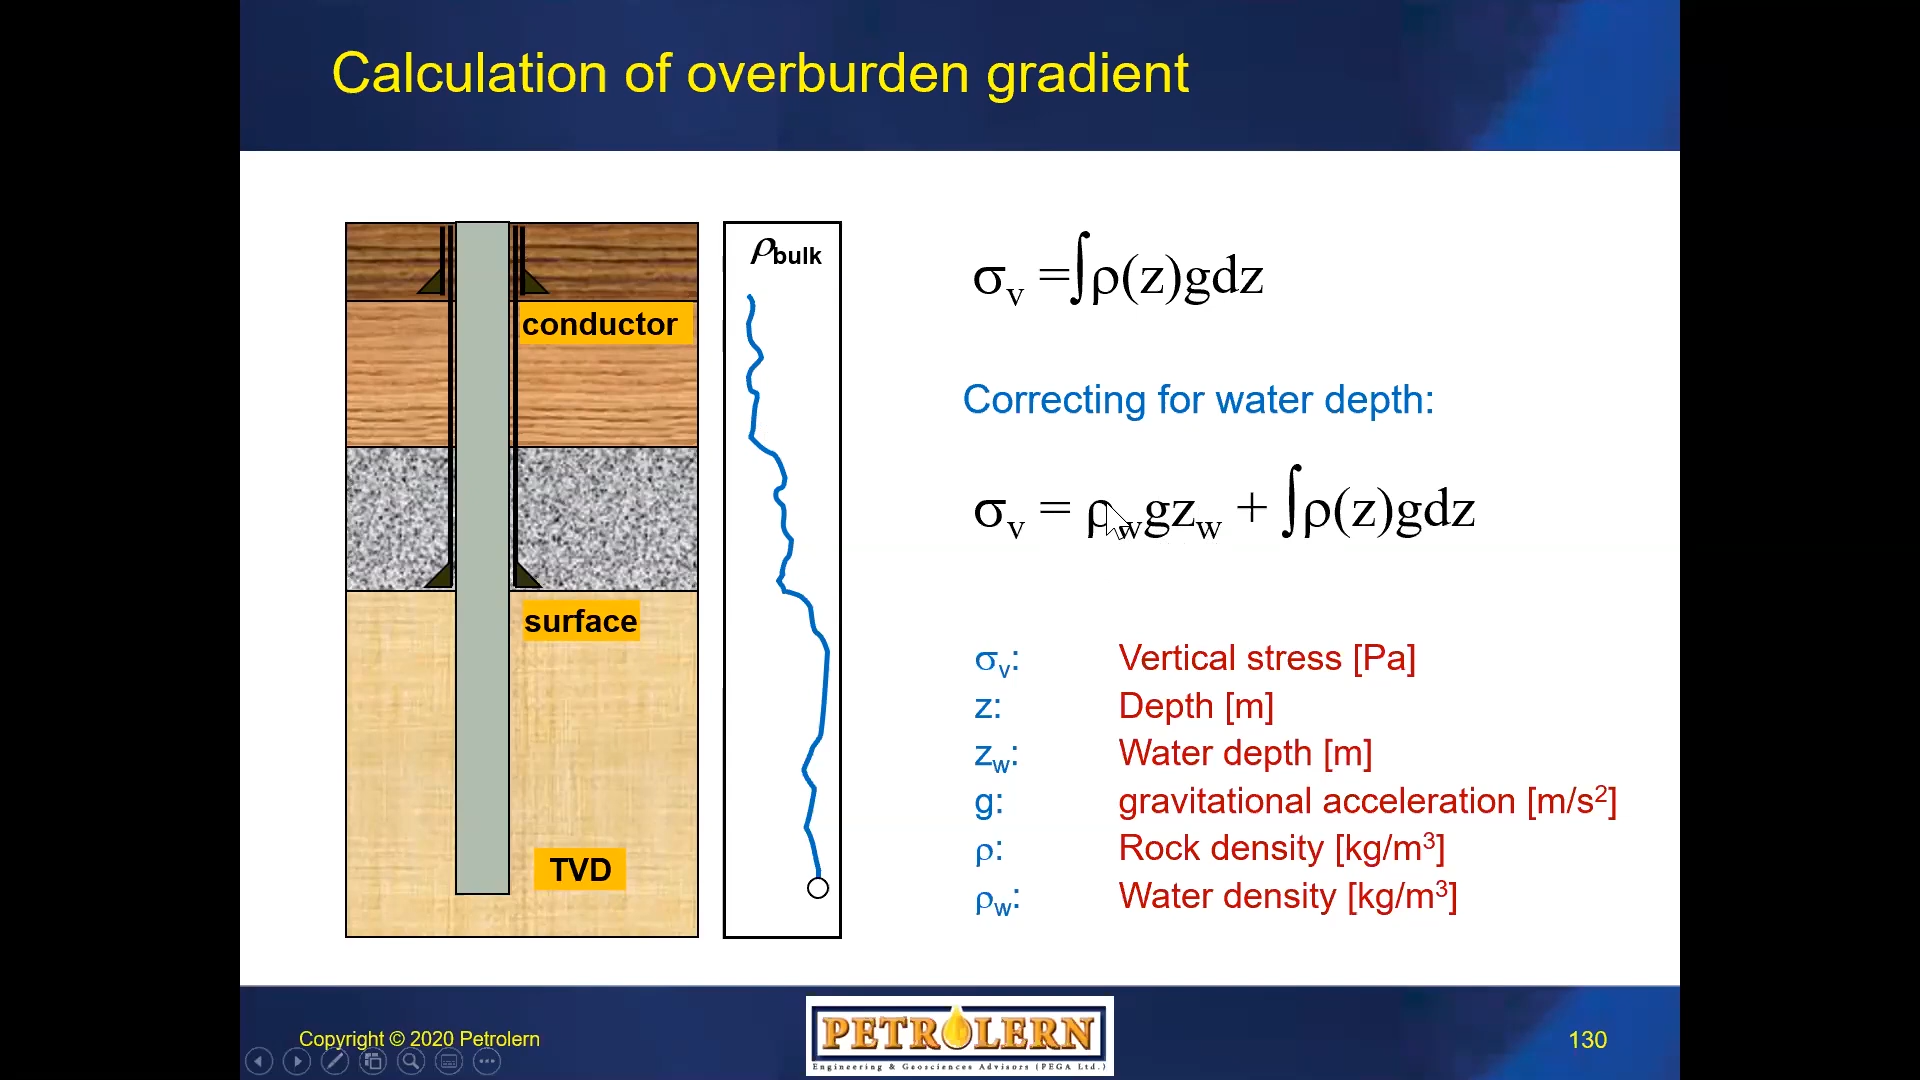 Calculation of overburden gradient
ρbulk
conductor
surface
TVD
σv =∫ρ(z)gdz
Correcting for water depth:
σv = ρwgzw + ∫ρ(z)gdz
σv: Vertical stress [Pa]
z: Depth [m]
zw: Water depth [m]
g: gravitational acceleration [m/s²]
ρ: Rock density [kg/m³]
ρw: Water density [kg/m³]
Copyright © 2020 Petrolern
PETROLERN
Engineering & Geosciences Advisors (PEGA Ltd.)
130